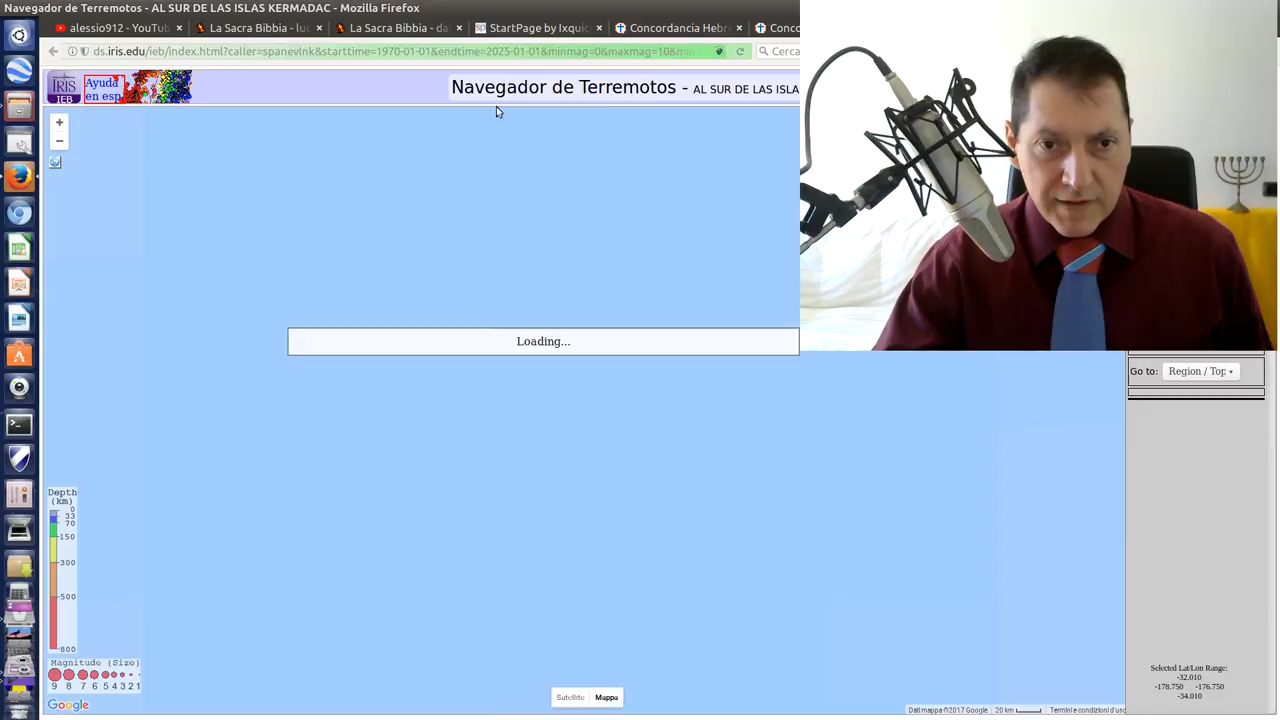 Navegador de Terremotos - AL SUR DE LAS ISLAS KERMADAC - Mozilla Firefox
alessio912 - YouTub
La Sacra Bibbia - luc
La Sacra Bibbia - da
StartPage by Ixquic
Concordanza Hebr
Conco
ds.iris.edu/ieb/index.html?caller=spanevlnk&starttime=1970-01-01&endtime=2025-01-01&minmag=0&maxmag=10&mi
Cerca
IRIS
IEB
Ayuda
en esp
Navegador de Terremotos - AL SUR DE LAS ISLA
+
−
Loading...
Go to: Region / Top
Depth
(km)
0
33
70
150
300
500
800
Magnitude (Size)
9 8 7 6 5 4 3 2 1
Google
Satellite Mappa
Dati mappa ©2017 Google 20 km Termini e condizioni d'uso
Selected Lat/Lon Range:
-32.010
-178.750 -176.750
-34.010